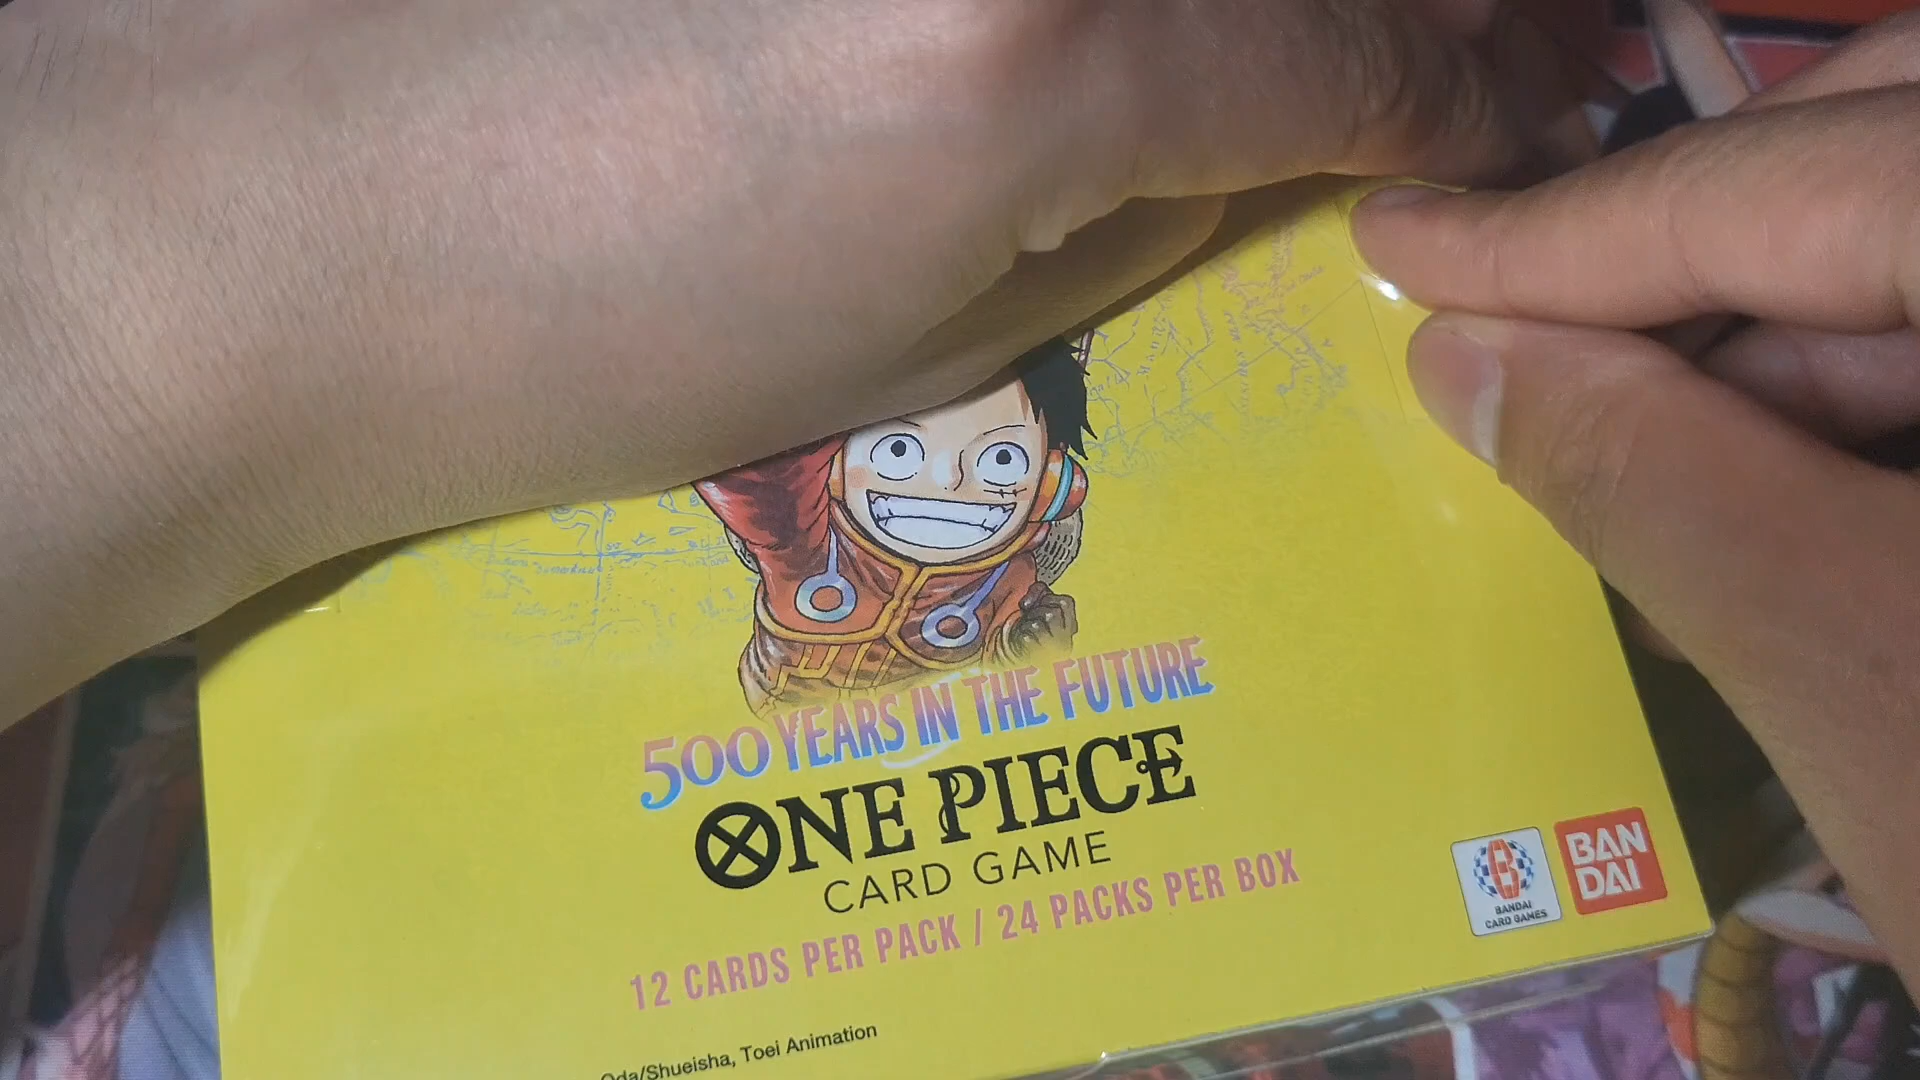 500 YEARS IN THE FUTURE
ONE PIECE
CARD GAME
12 CARDS PER PACK / 24 PACKS PER BOX
BANDAI
CARD GAMES
BAN
DAI
Oda/Shueisha, Toei Animation